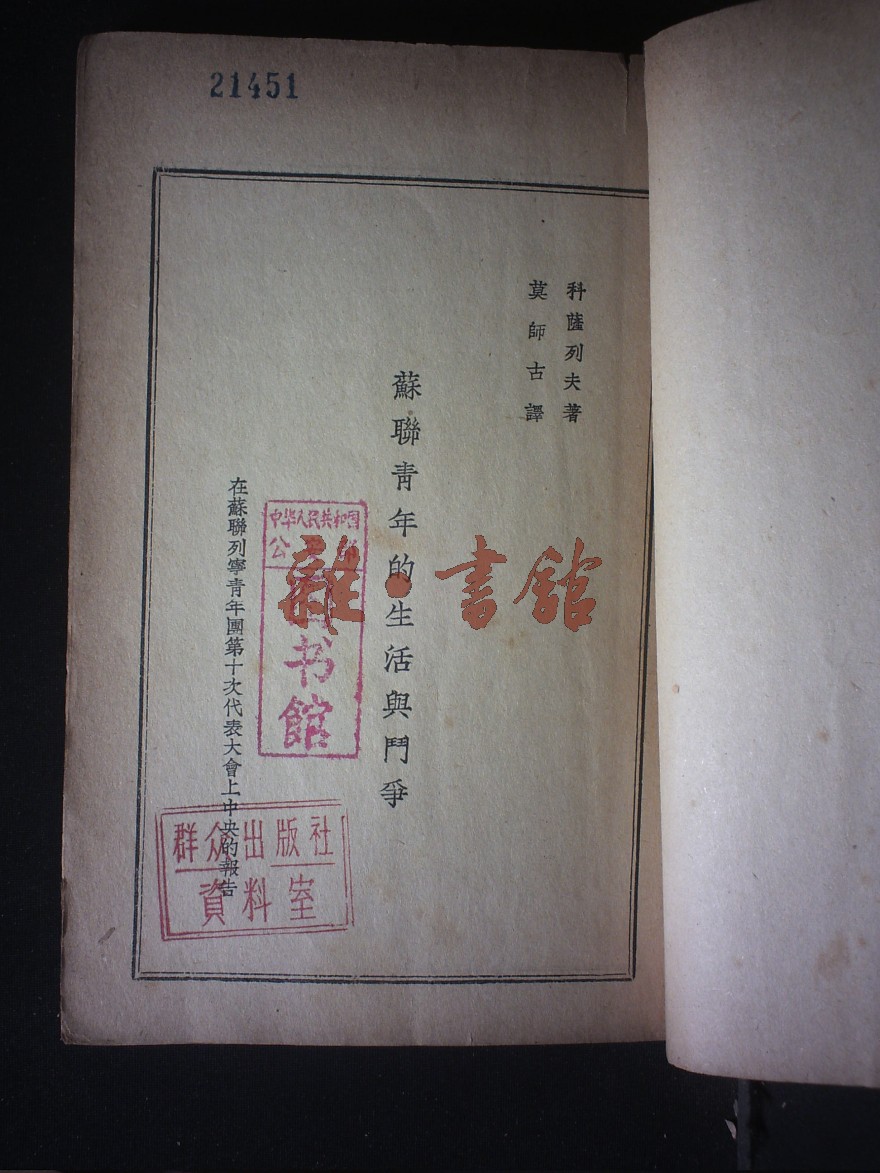 21451
科薩列夫著
莫師古譯
蘇聯青年的生活與鬥爭
在蘇聯列寧青年團第十次代表大會上中央的報告
中华人民共和国
公
书馆
雜·書館
群众出版社
資料室